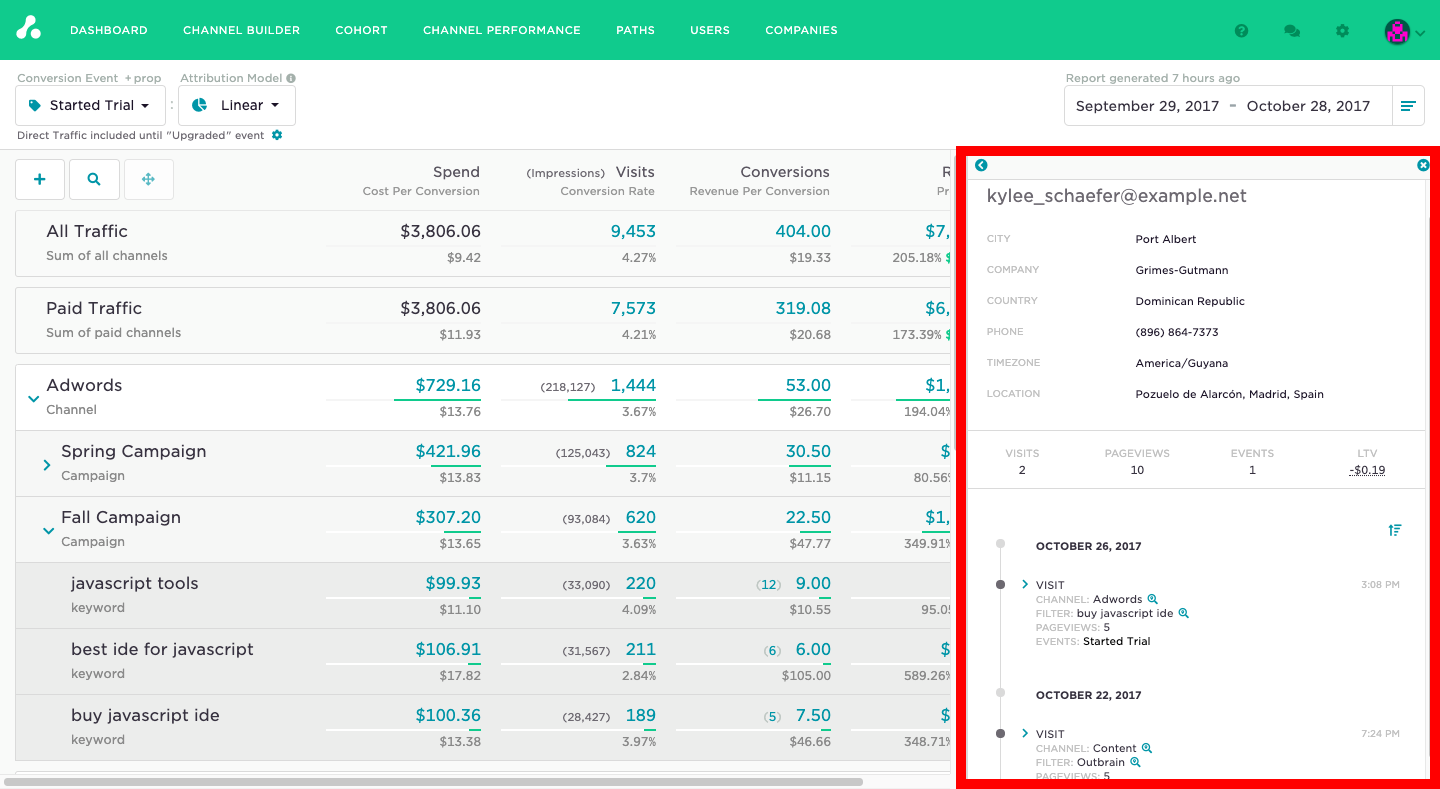 DASHBOARD CHANNEL BUILDER COHORT CHANNEL PERFORMANCE PATHS USERS COMPANIES
Conversion Event + prop Attribution Model
Started Trial : Linear
Direct Traffic included until "Upgraded" event
Report generated 7 hours ago
September 29, 2017 – October 28, 2017
Spend (Impressions) Visits Conversions R
Cost Per Conversion Conversion Rate Revenue Per Conversion Pr
All Traffic $3,806.06 9,453 404.00 $7,
Sum of all channels $9.42 4.27% $19.33 205.18% $
Paid Traffic $3,806.06 7,573 319.08 $6,
Sum of paid channels $11.93 4.21% $20.68 173.39% $
Adwords $729.16 (218,127) 1,444 53.00 $1,
Channel $13.76 3.67% $26.70 194.04%
Spring Campaign $421.96 (125,043) 824 30.50 $
Campaign $13.83 3.7% $11.15 80.56%
Fall Campaign $307.20 (93,084) 620 22.50 $1,
Campaign $13.65 3.63% $47.77 349.91%
javascript tools $99.93 (33,090) 220 (12) 9.00
keyword $11.10 4.09% $10.55 95.05
best ide for javascript $106.91 (31,567) 211 (6) 6.00 $
keyword $17.82 2.84% $105.00 589.26%
buy javascript ide $100.36 (28,427) 189 (5) 7.50 $
keyword $13.38 3.97% $46.66 348.71%
kylee_schaefer@example.net
CITY Port Albert
COMPANY Grimes-Gutmann
COUNTRY Dominican Republic
PHONE (896) 864-7373
TIMEZONE America/Guyana
LOCATION Pozuelo de Alarcón, Madrid, Spain
VISITS PAGEVIEWS EVENTS LTV
2 10 1 -$0.19
OCTOBER 26, 2017
VISIT 3:08 PM
CHANNEL: Adwords
FILTER: buy javascript ide
PAGEVIEWS: 5
EVENTS: Started Trial
OCTOBER 22, 2017
VISIT 7:24 PM
CHANNEL: Content
FILTER: Outbrain
PAGEVIEWS: 5